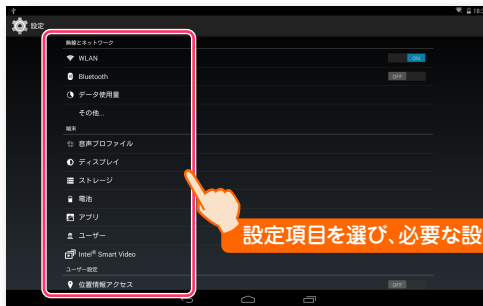 18:
設定
無線とネットワーク
WLAN ON
Bluetooth OFF
データ使用量
その他...
端末
音声プロファイル
ディスプレイ
ストレージ
電池
アプリ
ユーザー
Intel® Smart Video
ユーザー設定
位置情報アクセス OFF
設定項目を選び、必要な設